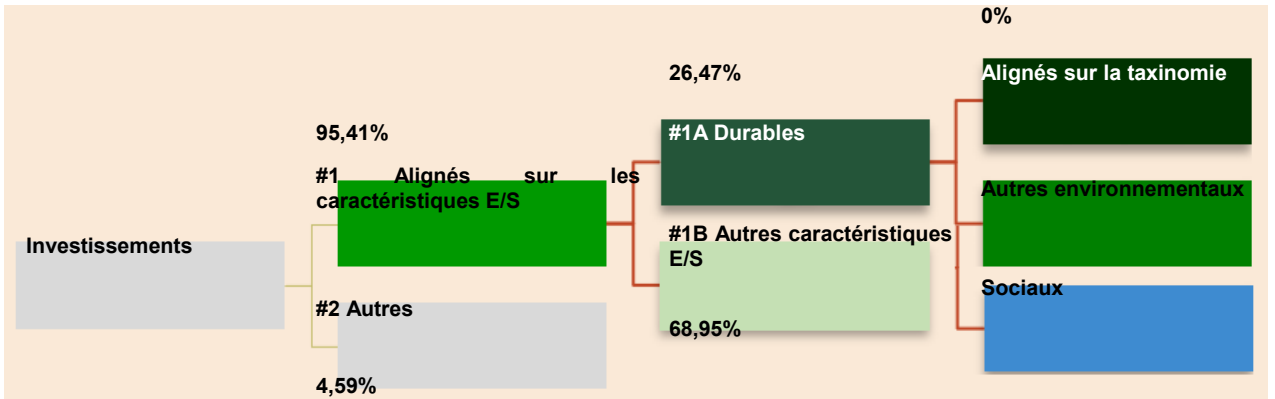 Investissements
95,41%
#1 Alignés sur les
caractéristiques E/S
#2 Autres
4,59%
26,47%
#1A Durables
#1B Autres caractéristiques
E/S
68,95%
0%
Alignés sur la taxinomie
Autres environnementaux
Sociaux